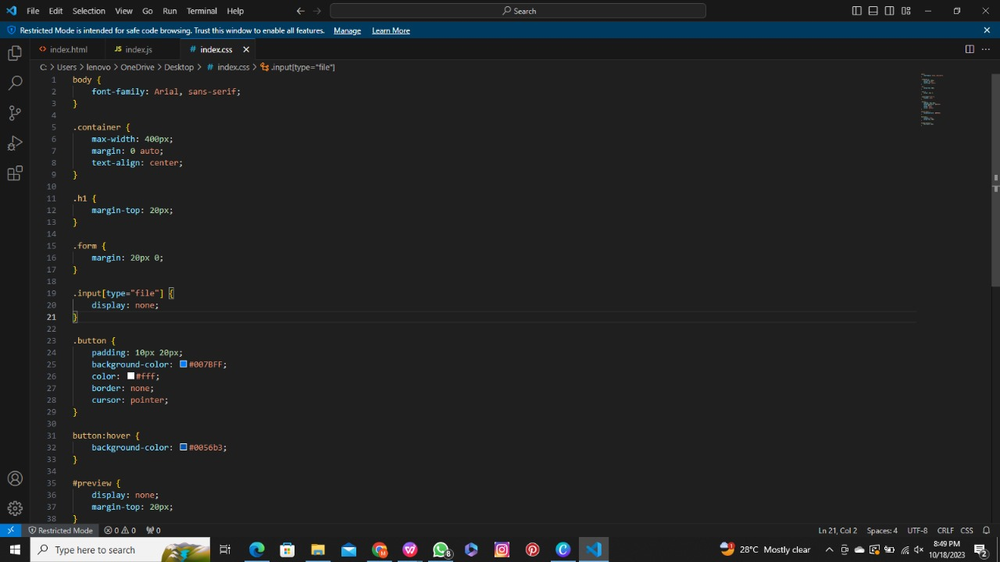 File Edit Selection View Go Run Terminal Help Search
Restricted Mode is intended for safe code browsing. Trust this window to enable all features. Manage Learn More
index.html JS index.js # index.css
C: > Users > lenovo > OneDrive > Desktop > # index.css > .input[type="file"]
1 body {
2 font-family: Arial, sans-serif;
3 }
4
5 .container {
6 max-width: 400px;
7 margin: 0 auto;
8 text-align: center;
9 }
10
11 .h1 {
12 margin-top: 20px;
13 }
14
15 .form {
16 margin: 20px 0;
17 }
18
19 .input[type="file"] {
20 display: none;
21 }
22
23 .button {
24 padding: 10px 20px;
25 background-color: #007BFF;
26 color: #fff;
27 border: none;
28 cursor: pointer;
29 }
30
31 button:hover {
32 background-color: #0056b3;
33 }
34
35 #preview {
36 display: none;
37 margin-top: 20px;
38 }
Restricted Mode 0 0 0 Ln 21, Col 2 Spaces: 4 UTF-8 CRLF CSS
Type here to search 8 1 28°C Mostly clear 8:49 PM
10/18/2023 2